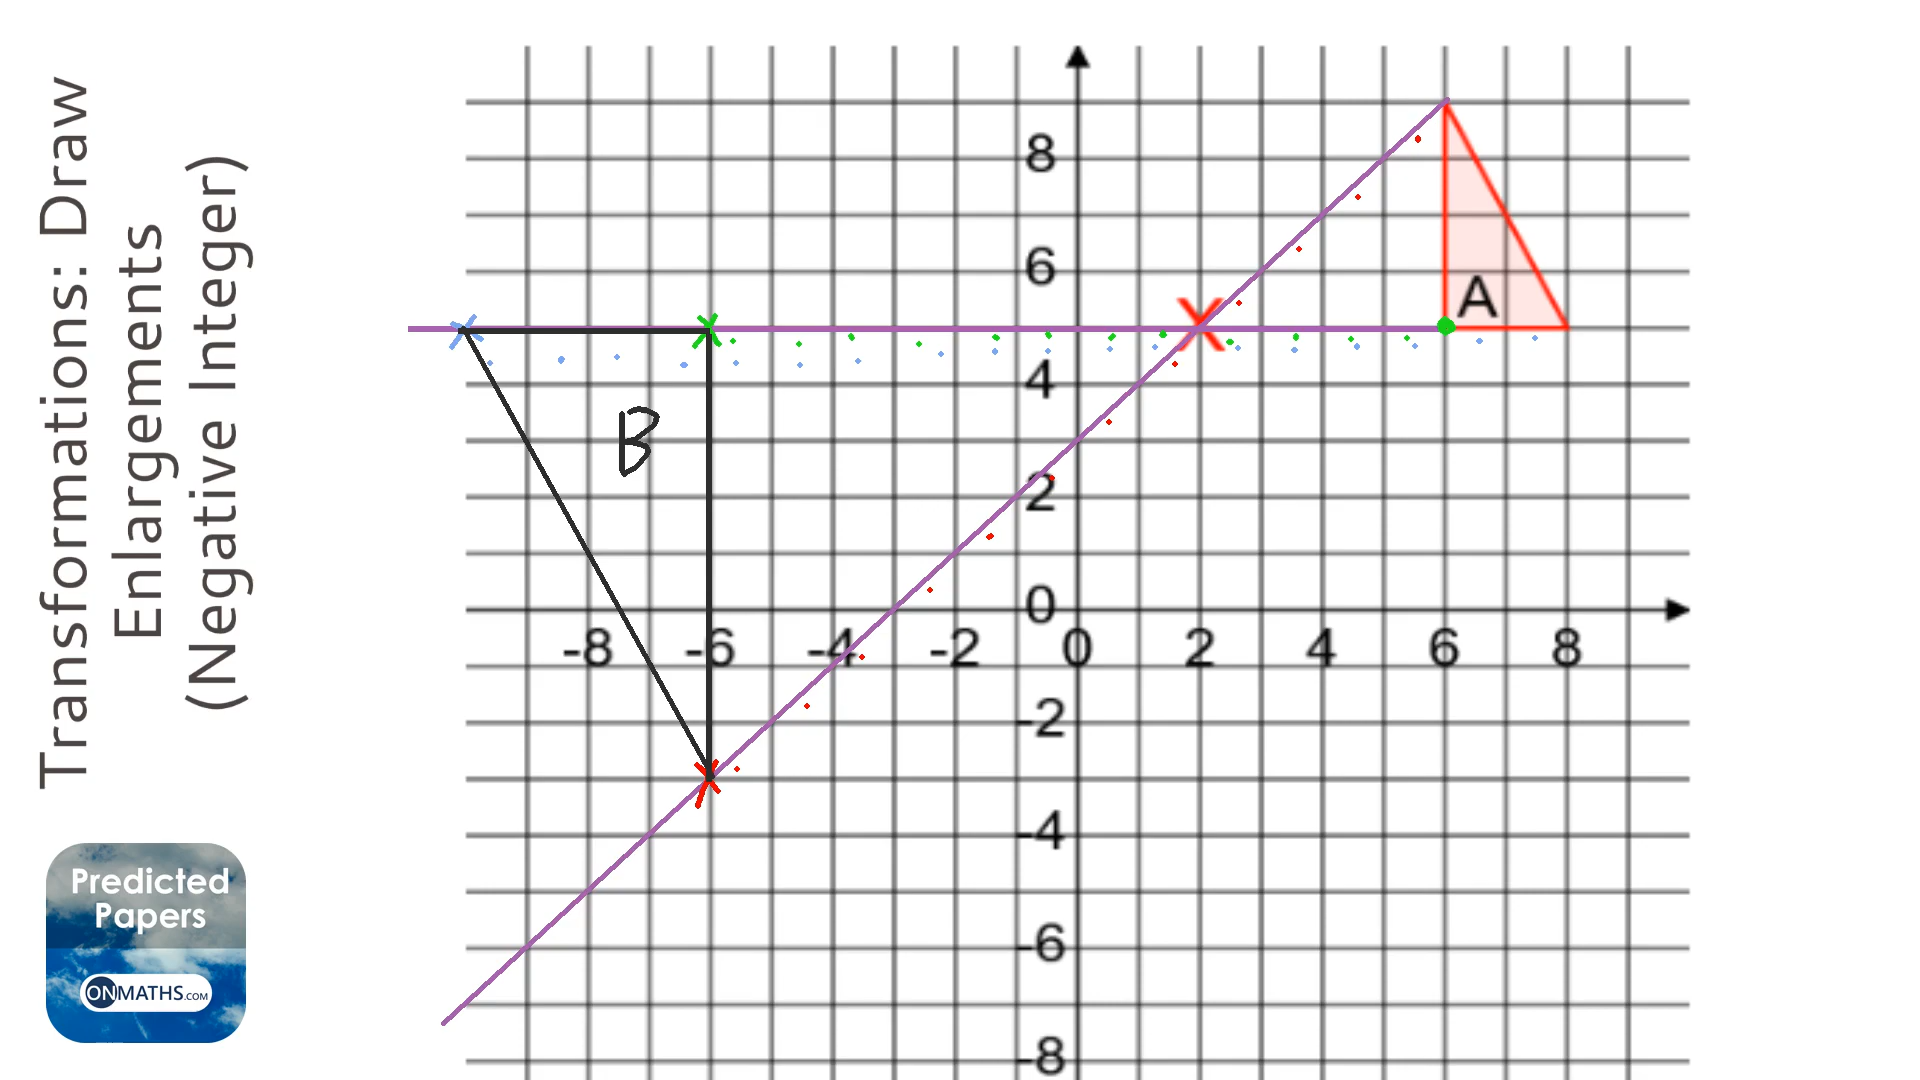 Transformations: Draw
Enlargements
(Negative Integer)
Predicted
Papers
ONMATHS.COM
A
B
8
6
4
2
0
-8 -6 -4 -2 0 2 4 6 8
-2
-4
-6
-8